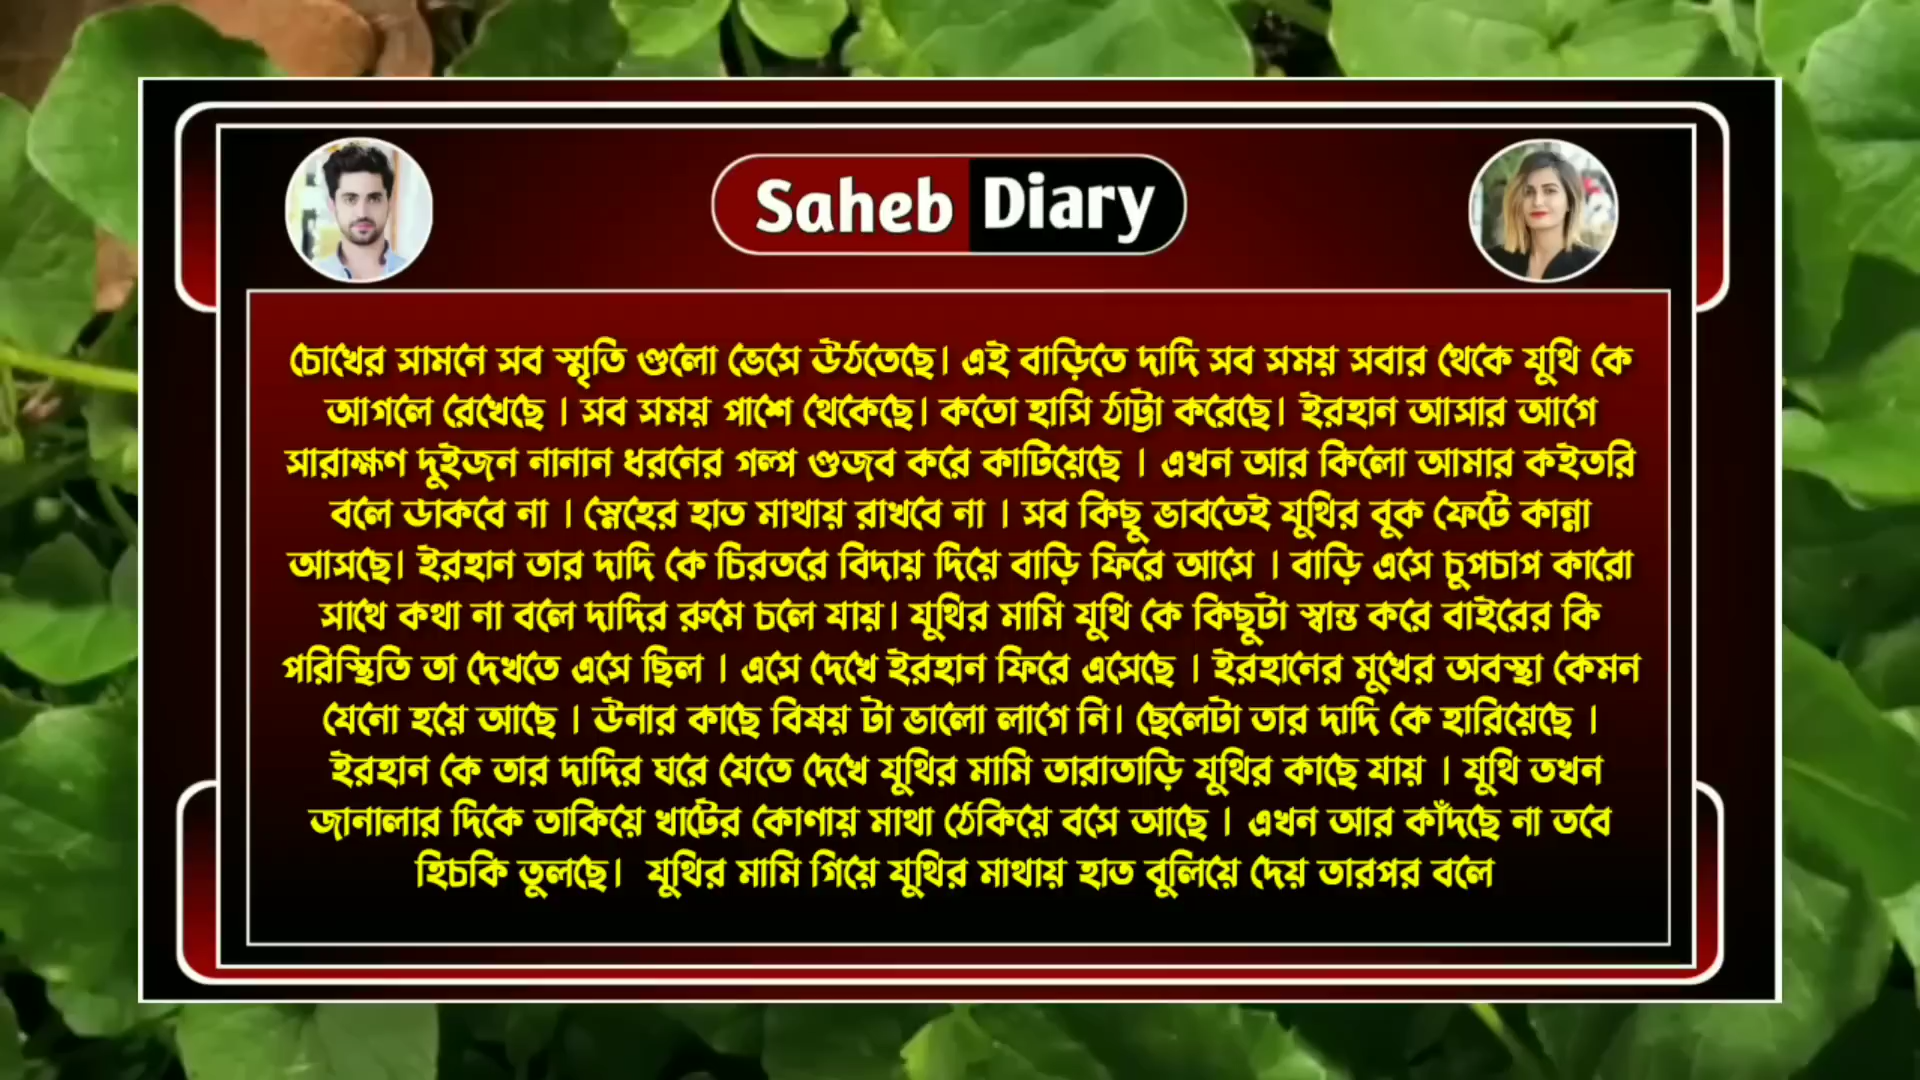 Saheb Diary
চোখের সামনে সব স্মৃতি গুলো ভেসে উঠতেছে। এই বাড়িতে দাদি সব সময় সবার থেকে যুথি কে
আগলে রেখেছে । সব সময় পাশে থেকেছে। কতো হাসি ঠাট্টা করেছে। ইরহান আসার আগে
সারাক্ষণ দুইজন নানান ধরনের গল্প গুজব করে কাটিয়েছে । এখন আর কিলো আমার কইতরি
বলে ডাকবে না । স্নেহের হাত মাথায় রাখবে না । সব কিছু ভাবতেই যুথির বুক ফেটে কান্না
আসছে। ইরহান তার দাদি কে চিরতরে বিদায় দিয়ে বাড়ি ফিরে আসে । বাড়ি এসে চুপচাপ কারো
সাথে কথা না বলে দাদির রুমে চলে যায়। যুথির মামি যুথি কে কিছুটা স্বান্ত করে বাইরের কি
পরিস্থিতি তা দেখতে এসে ছিল । এসে দেখে ইরহান ফিরে এসেছে । ইরহানের মুখের অবস্থা কেমন
যেনো হয়ে আছে । উনার কাছে বিষয় টা ভালো লাগে নি। ছেলেটা তার দাদি কে হারিয়েছে ।
ইরহান কে তার দাদির ঘরে যেতে দেখে যুথির মামি তারাতাড়ি যুথির কাছে যায় । যুথি তখন
জানালার দিকে তাকিয়ে খাটের কোণায় মাথা ঠেকিয়ে বসে আছে । এখন আর কাঁদছে না তবে
হিচকি তুলছে। যুথির মামি গিয়ে যুথির মাথায় হাত বুলিয়ে দেয় তারপর বলে